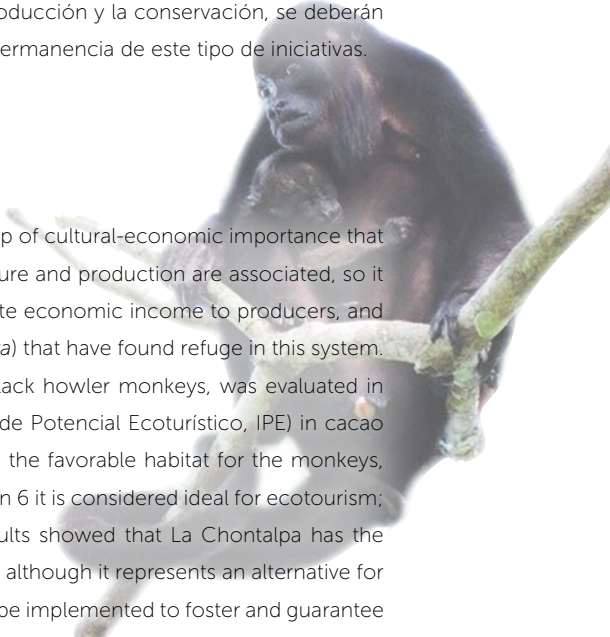 oducción y la conservación, se deberán
ermanencia de este tipo de iniciativas.
p of cultural-economic importance that
ure and production are associated, so it
te economic income to producers, and
a) that have found refuge in this system.
lack howler monkeys, was evaluated in
de Potencial Ecoturístico, IPE) in cacao
the favorable habitat for the monkeys,
n 6 it is considered ideal for ecotourism;
ults showed that La Chontalpa has the
although it represents an alternative for
be implemented to foster and guarantee